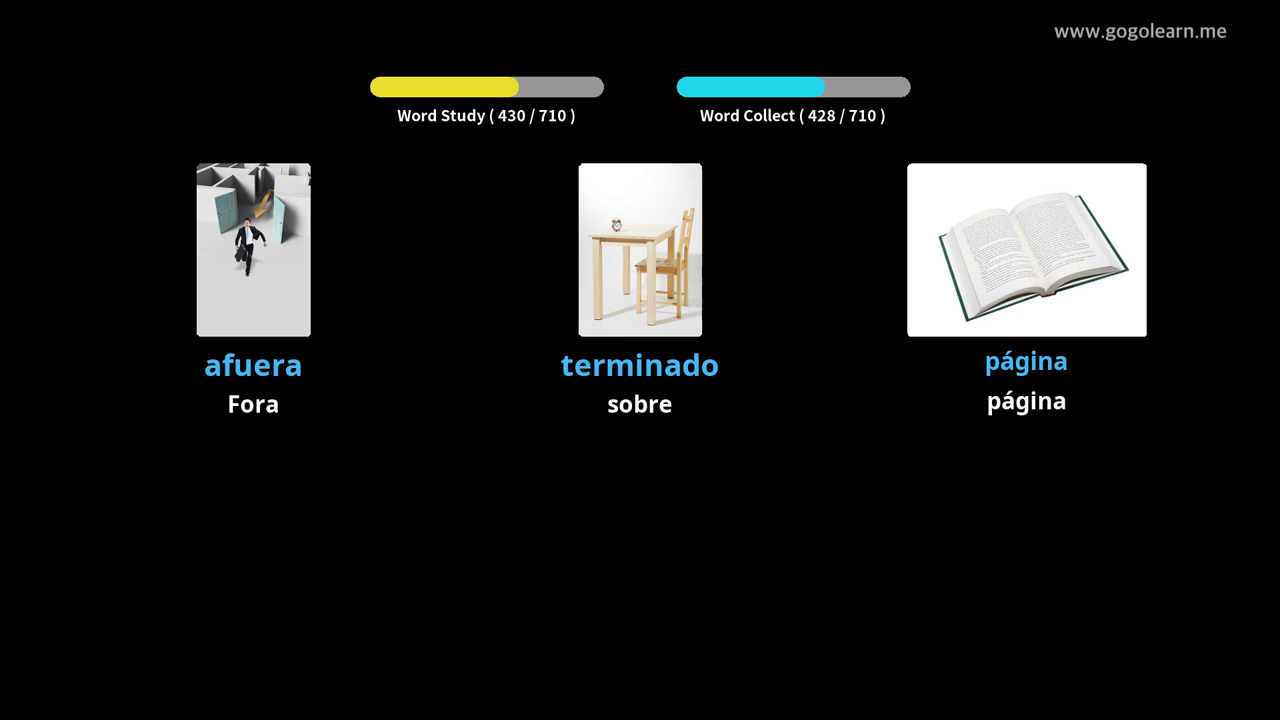 www.gogolearn.me
Word Study ( 430 / 710 )
Word Collect ( 428 / 710 )
afuera
Fora
terminado
sobre
página
página